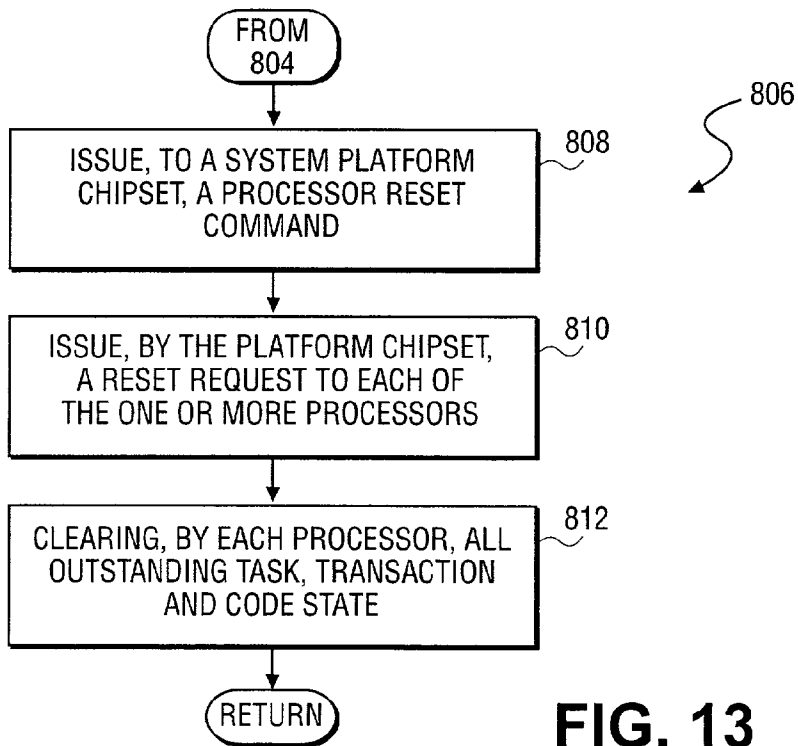 FROM
804
806
ISSUE, TO A SYSTEM PLATFORM
CHIPSET, A PROCESSOR RESET
COMMAND
808
ISSUE, BY THE PLATFORM CHIPSET,
A RESET REQUEST TO EACH OF
THE ONE OR MORE PROCESSORS
810
CLEARING, BY EACH PROCESSOR, ALL
OUTSTANDING TASK, TRANSACTION
AND CODE STATE
812
RETURN
FIG. 13